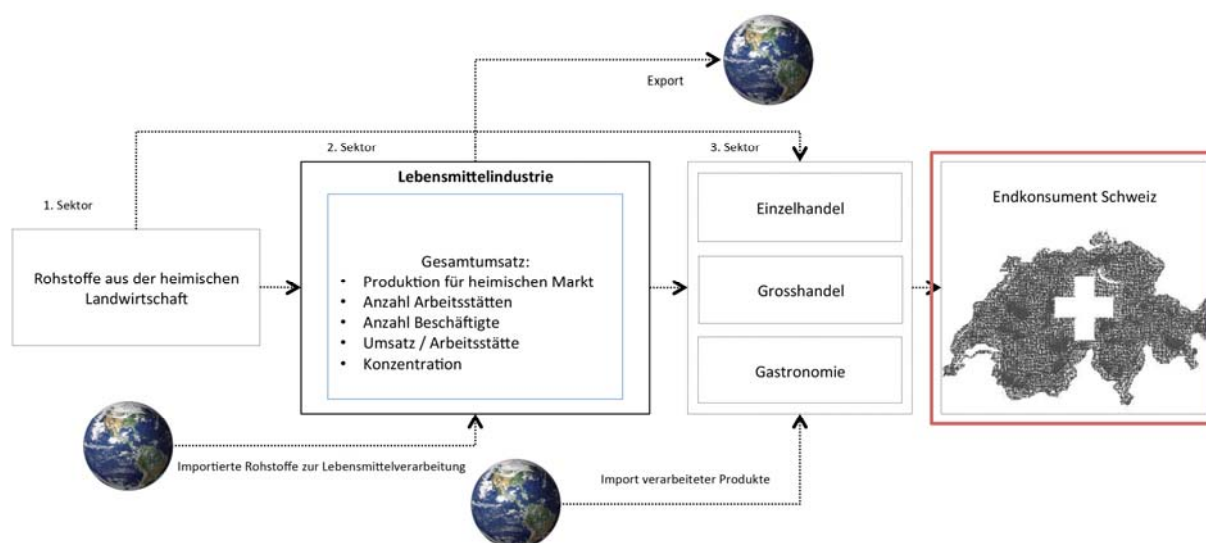 Export
2. Sektor
3. Sektor
Lebensmittelindustrie
1. Sektor
Einzelhandel
Endkonsument Schweiz
Rohstoffe aus der heimischen
Landwirtschaft
Gesamtumsatz:
• Produktion für heimischen Markt
• Anzahl Arbeitsstätten
• Anzahl Beschäftigte
• Umsatz / Arbeitsstätte
• Konzentration
Grosshandel
Gastronomie
Importierte Rohstoffe zur Lebensmittelverarbeitung
Import verarbeiteter Produkte